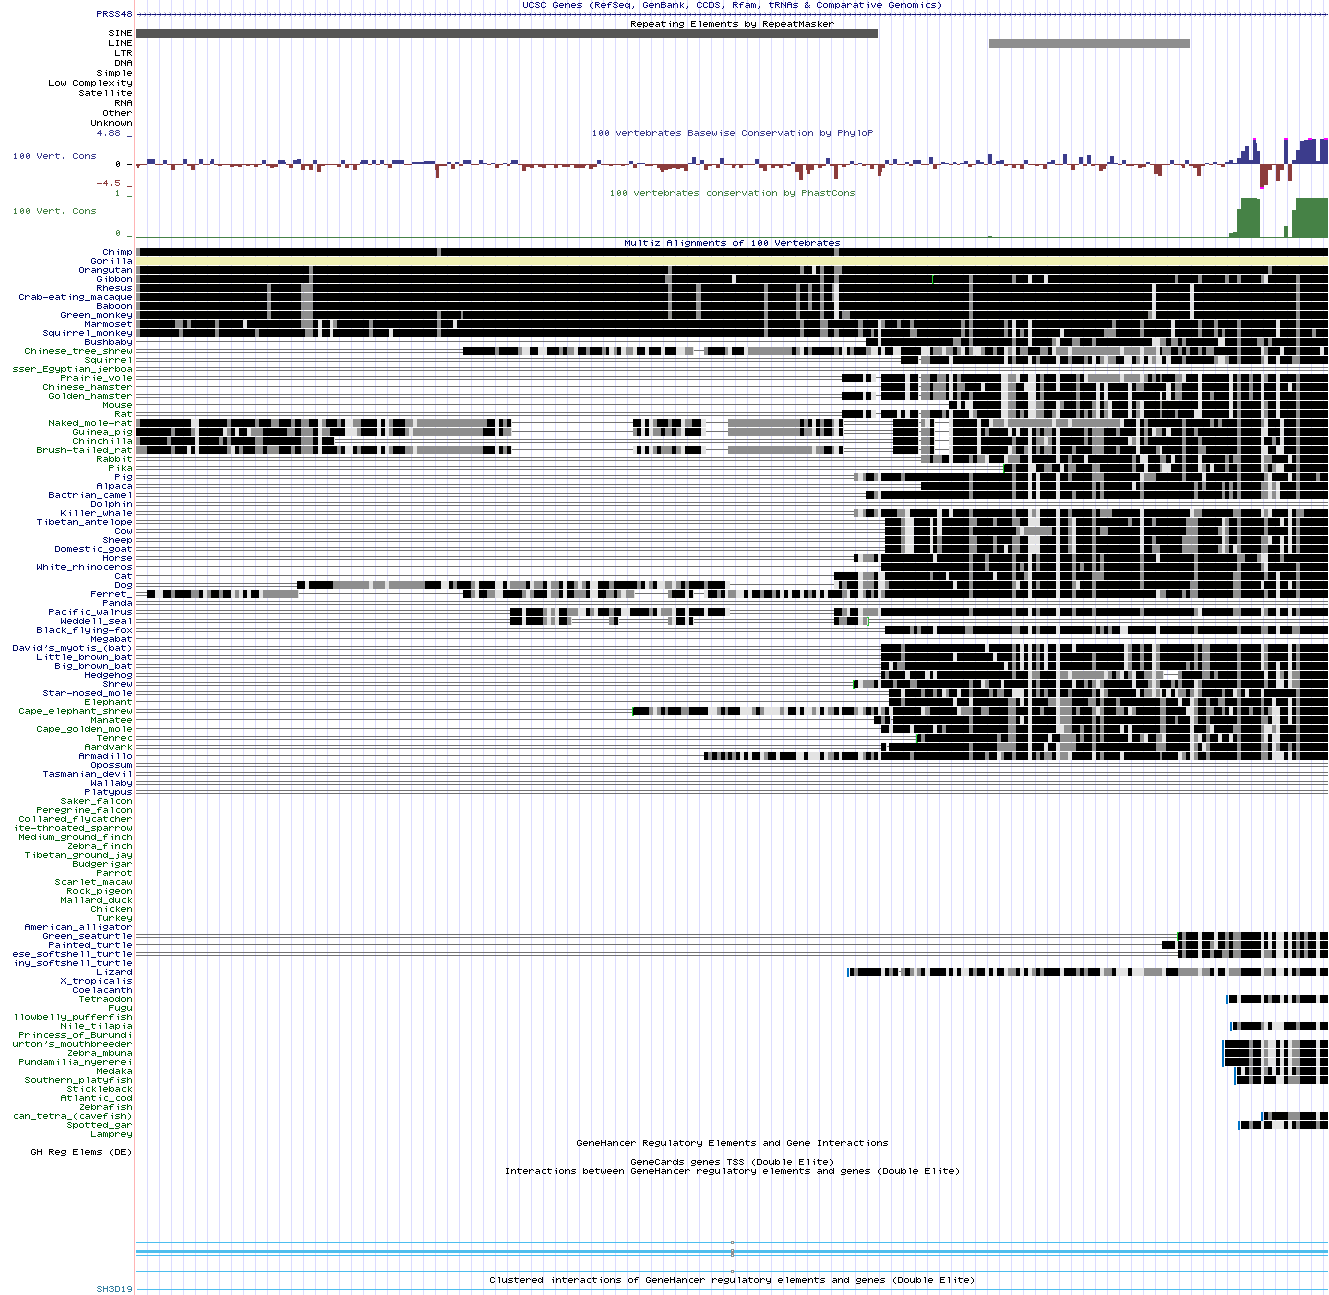 UCSC Genes (RefSeq, GenBank, CCDS, Rfam, tRNAs & Comparative Genomics)
PRSS48
Repeating Elements by RepeatMasker
SINE
LINE
LTR
DNA
Simple
Low Complexity
Satellite
RNA
Other
Unknown
100 vertebrates Basewise Conservation by PhyloP
4.88 _
100 Vert. Cons
0 -
-4.5 _
100 vertebrates conservation by PhastCons
1 _
100 Vert. Cons
0 _
Multiz Alignments of 100 Vertebrates
Chimp
Gorilla
Orangutan
Gibbon
Rhesus
Crab-eating_macaque
Baboon
Green_monkey
Marmoset
Squirrel_monkey
Bushbaby
Chinese_tree_shrew
Squirrel
sser_Egyptian_jerboa
Prairie_vole
Chinese_hamster
Golden_hamster
Mouse
Rat
Naked_mole-rat
Guinea_pig
Chinchilla
Brush-tailed_rat
Rabbit
Pika
Pig
Alpaca
Bactrian_camel
Dolphin
Killer_whale
Tibetan_antelope
Cow
Sheep
Domestic_goat
Horse
White_rhinoceros
Cat
Dog
Ferret_
Panda
Pacific_walrus
Weddell_seal
Black_flying-fox
Megabat
David's_myotis_(bat)
Little_brown_bat
Big_brown_bat
Hedgehog
Shrew
Star-nosed_mole
Elephant
Cape_elephant_shrew
Manatee
Cape_golden_mole
Tenrec
Aardvark
Armadillo
Opossum
Tasmanian_devil
Wallaby
Platypus
Saker_falcon
Peregrine_falcon
Collared_flycatcher
ite-throated_sparrow
Medium_ground_finch
Zebra_finch
Tibetan_ground_jay
Budgerigar
Parrot
Scarlet_macaw
Rock_pigeon
Mallard_duck
Chicken
Turkey
American_alligator
Green_seaturtle
Painted_turtle
ese_softshell_turtle
iny_softshell_turtle
Lizard
X_tropicalis
Coelacanth
Tetraodon
Fugu
llowbelly_pufferfish
Nile_tilapia
Princess_of_Burundi
urton's_mouthbreeder
Zebra_mbuna
Pundamilia_nyererei
Medaka
Southern_platyfish
Stickleback
Atlantic_cod
Zebrafish
can_tetra_(cavefish)
Spotted_gar
Lamprey
GeneHancer Regulatory Elements and Gene Interactions
GH Reg Elems (DE)
GeneCards genes TSS (Double Elite)
Interactions between GeneHancer regulatory elements and genes (Double Elite)
Clustered interactions of GeneHancer regulatory elements and genes (Double Elite)
SH3D19